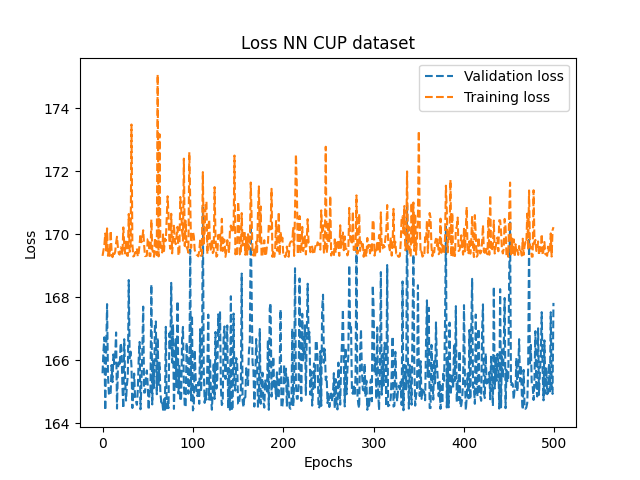 Loss NN CUP dataset
Validation loss
Training loss
174
172
170
168
166
164
Loss
0 100 200 300 400 500
Epochs